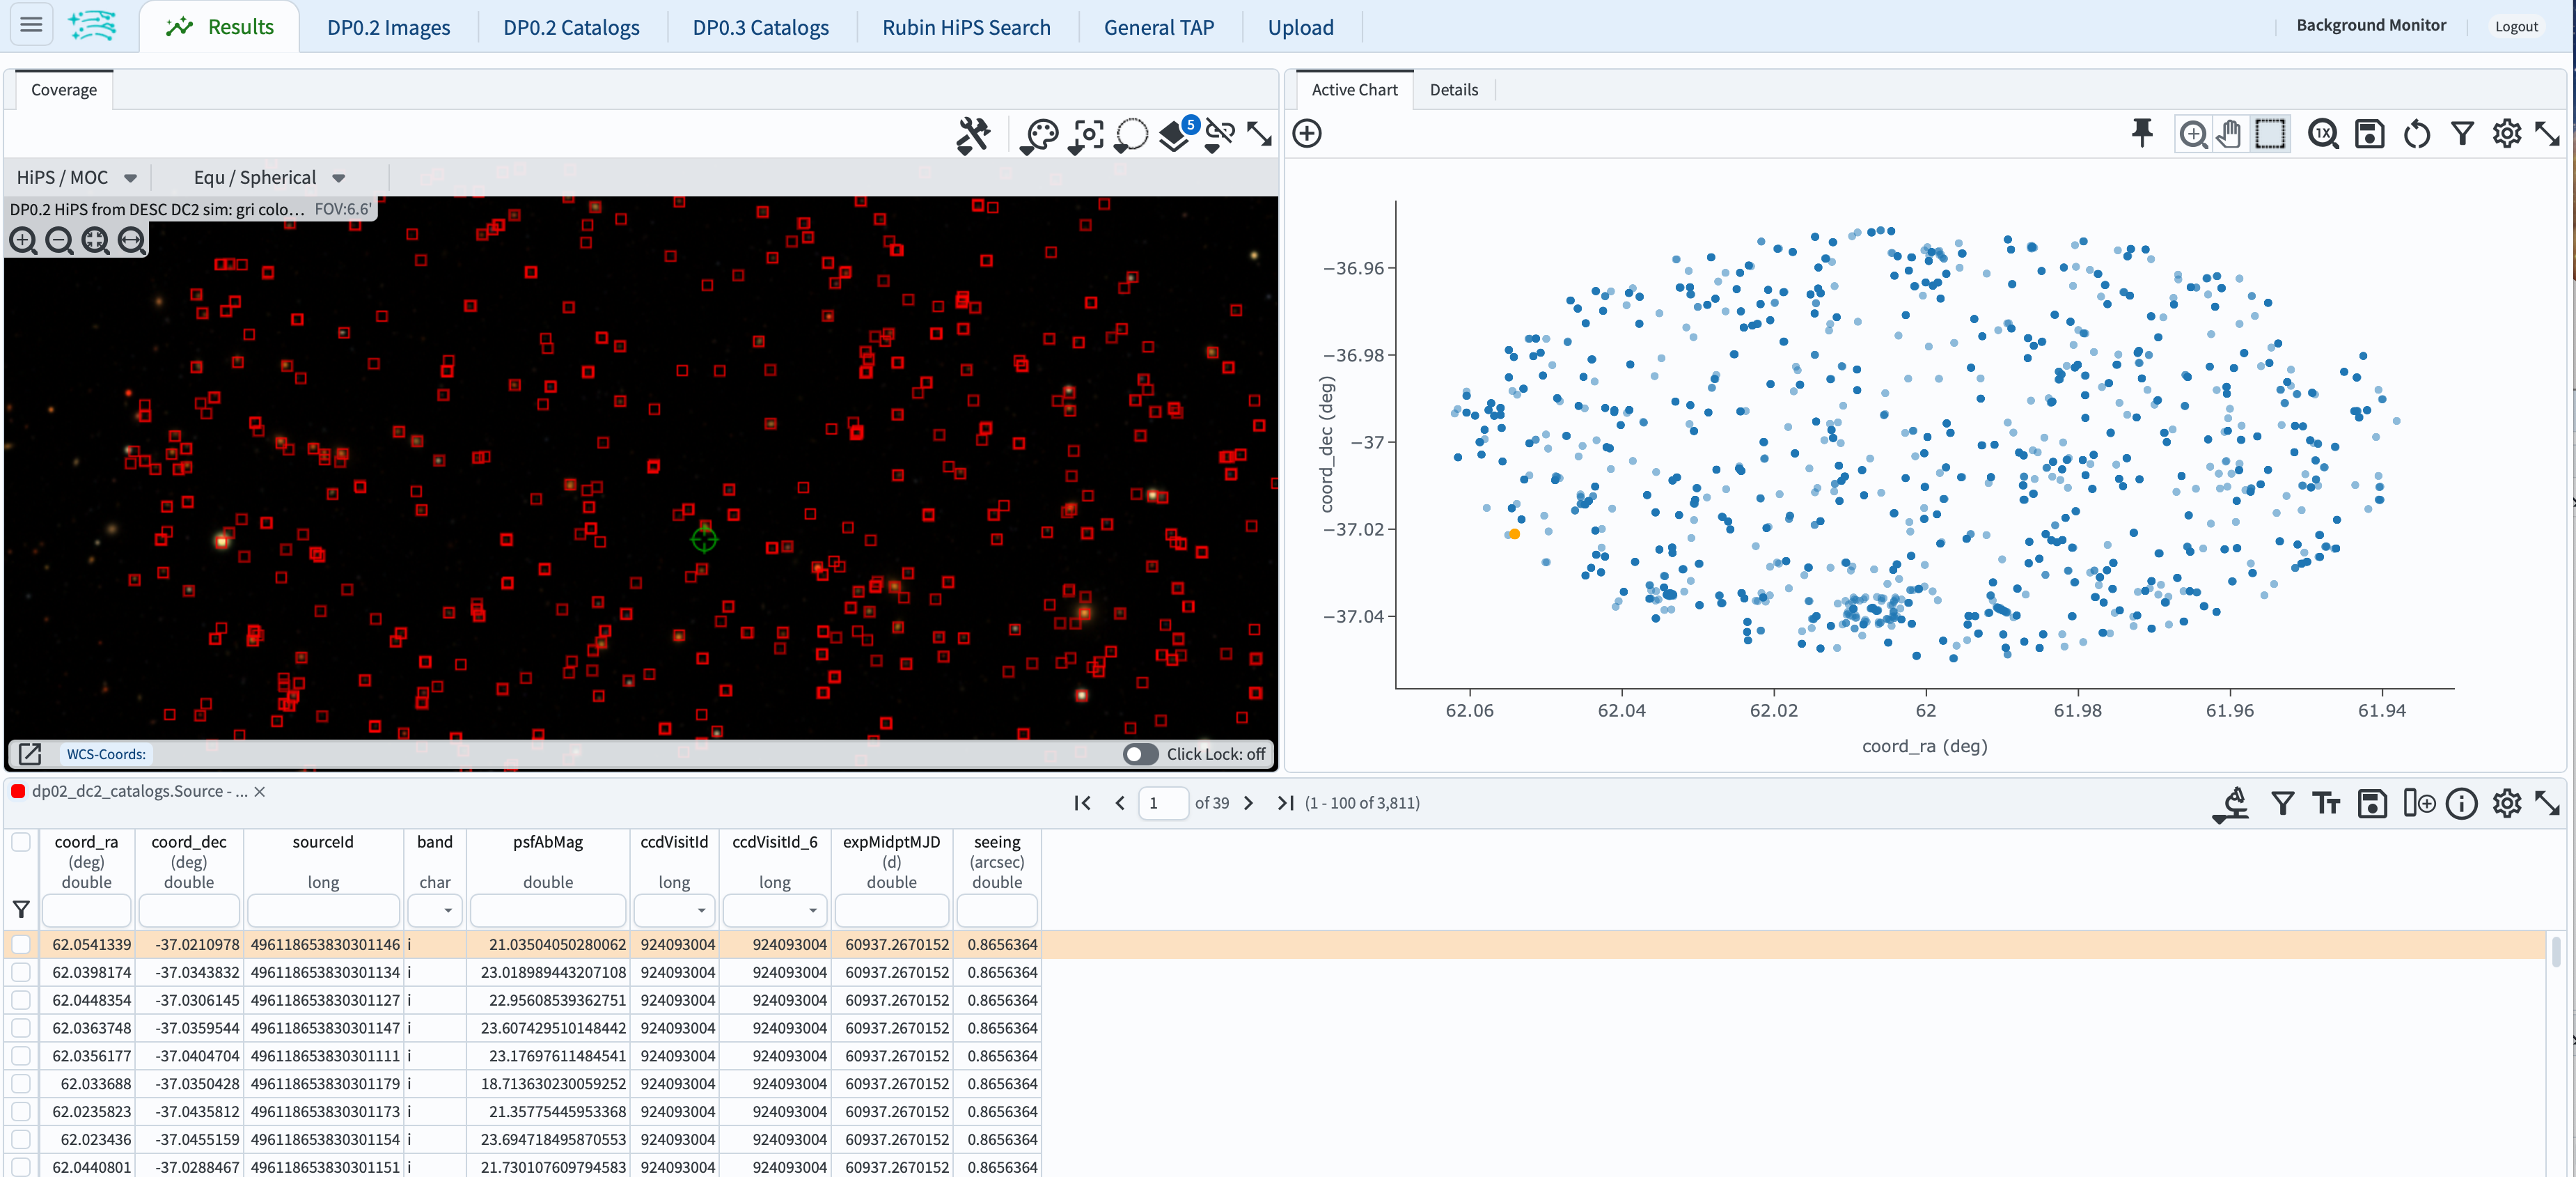 Results DP0.2 Images DP0.2 Catalogs DP0.3 Catalogs Rubin HiPS Search General TAP Upload Background Monitor Logout
Coverage
5
HiPS / MOC Equ / Spherical
DP0.2 HiPS from DESC DC2 sim: gri colo... FOV:6.6'
WCS-Coords: Click Lock: off
Active Chart Details
1X
−36.96
−36.98
−37
−37.02
−37.04
coord_dec (deg)
62.06 62.04 62.02 62 61.98 61.96 61.94
coord_ra (deg)
dp02_dc2_catalogs.Source - ... 1 of 39 (1 - 100 of 3,811)
coord_ra coord_dec sourceId band psfAbMag ccdVisitId ccdVisitId_6 expMidptMJD seeing
(deg) (deg) (d) (arcsec)
double double long char double long long double double
62.0541339 -37.0210978 496118653830301146 i 21.03504050280062 924093004 924093004 60937.2670152 0.8656364
62.0398174 -37.0343832 496118653830301134 i 23.018989443207108 924093004 924093004 60937.2670152 0.8656364
62.0448354 -37.0306145 496118653830301127 i 22.95608539362751 924093004 924093004 60937.2670152 0.8656364
62.0363748 -37.0359544 496118653830301147 i 23.607429510148442 924093004 924093004 60937.2670152 0.8656364
62.0356177 -37.0404704 496118653830301111 i 23.17697611484541 924093004 924093004 60937.2670152 0.8656364
62.033688 -37.0350428 496118653830301179 i 18.713630230059252 924093004 924093004 60937.2670152 0.8656364
62.0235823 -37.0435812 496118653830301173 i 21.35775445953368 924093004 924093004 60937.2670152 0.8656364
62.023436 -37.0455159 496118653830301154 i 23.694718495870553 924093004 924093004 60937.2670152 0.8656364
62.0440801 -37.0288467 496118653830301151 i 21.730107609794583 924093004 924093004 60937.2670152 0.8656364